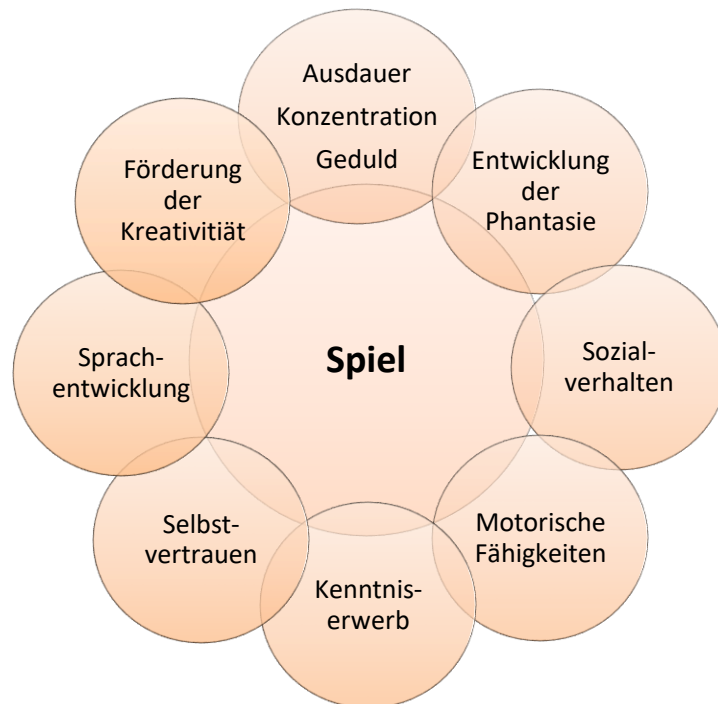 Ausdauer
Konzentration
Geduld
Entwicklung
der
Phantasie
Sozial-
verhalten
Motorische
Fähigkeiten
Kenntnis-
erwerb
Selbst-
vertrauen
Sprach-
entwicklung
Förderung
der
Kreativitiät
Spiel